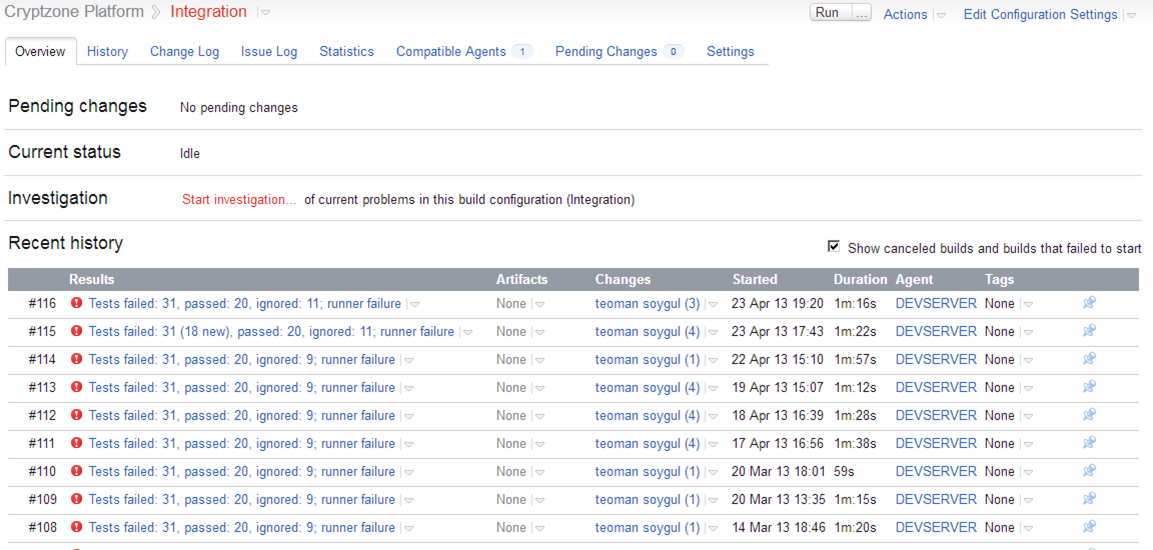 Cryptzone Platform Integration Run ... Actions Edit Configuration Settings
Overview History Change Log Issue Log Statistics Compatible Agents 1 Pending Changes 0 Settings
Pending changes No pending changes
Current status Idle
Investigation Start investigation... of current problems in this build configuration (Integration)
Recent history Show canceled builds and builds that failed to start
Results Artifacts Changes Started Duration Agent Tags
#116 Tests failed: 31, passed: 20, ignored: 11; runner failure None teoman soygul (3) 23 Apr 13 19:20 1m:16s DEVSERVER None
#115 Tests failed: 31 (18 new), passed: 20, ignored: 11; runner failure None teoman soygul (4) 23 Apr 13 17:43 1m:22s DEVSERVER None
#114 Tests failed: 31, passed: 20, ignored: 9; runner failure None teoman soygul (1) 22 Apr 13 15:10 1m:57s DEVSERVER None
#113 Tests failed: 31, passed: 20, ignored: 9; runner failure None teoman soygul (4) 19 Apr 13 15:07 1m:12s DEVSERVER None
#112 Tests failed: 31, passed: 20, ignored: 9; runner failure None teoman soygul (4) 18 Apr 13 16:39 1m:28s DEVSERVER None
#111 Tests failed: 31, passed: 20, ignored: 9; runner failure None teoman soygul (4) 17 Apr 13 16:56 1m:38s DEVSERVER None
#110 Tests failed: 31, passed: 20, ignored: 9; runner failure None teoman soygul (1) 20 Mar 13 18:01 59s DEVSERVER None
#109 Tests failed: 31, passed: 20, ignored: 9; runner failure None teoman soygul (1) 20 Mar 13 13:35 1m:15s DEVSERVER None
#108 Tests failed: 31, passed: 20, ignored: 9; runner failure None teoman soygul (1) 14 Mar 13 18:46 1m:20s DEVSERVER None